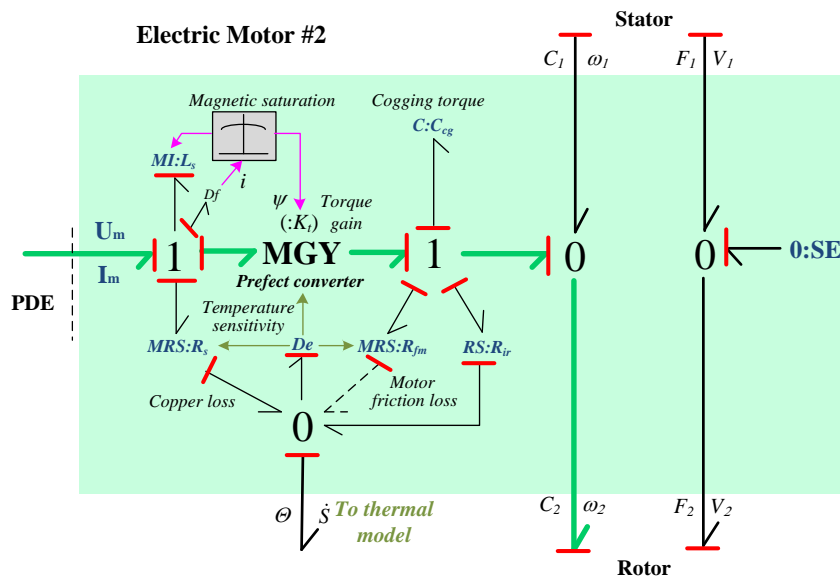 Stator
Electric Motor #2
C1 ω1
F1 V1
Magnetic saturation
Cogging torque
C:Ccg
MI:Ls
Df
i
ψ
Torque
(:Kt)
gain
Um
1
MGY
1
0
0
0:SE
Im
Prefect converter
PDE
Temperature
sensitivity
MRS:Rs
De
MRS:Rfm
RS:Rir
Copper loss
Motor
friction loss
0
Θ
Ṡ
To thermal
model
C2 ω2
F2 V2
Rotor